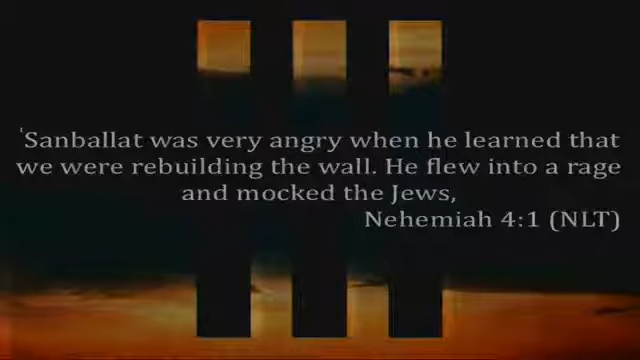 'Sanballat was very angry when he learned that
we were rebuilding the wall. He flew into a rage
and mocked the Jews,
Nehemiah 4:1 (NLT)